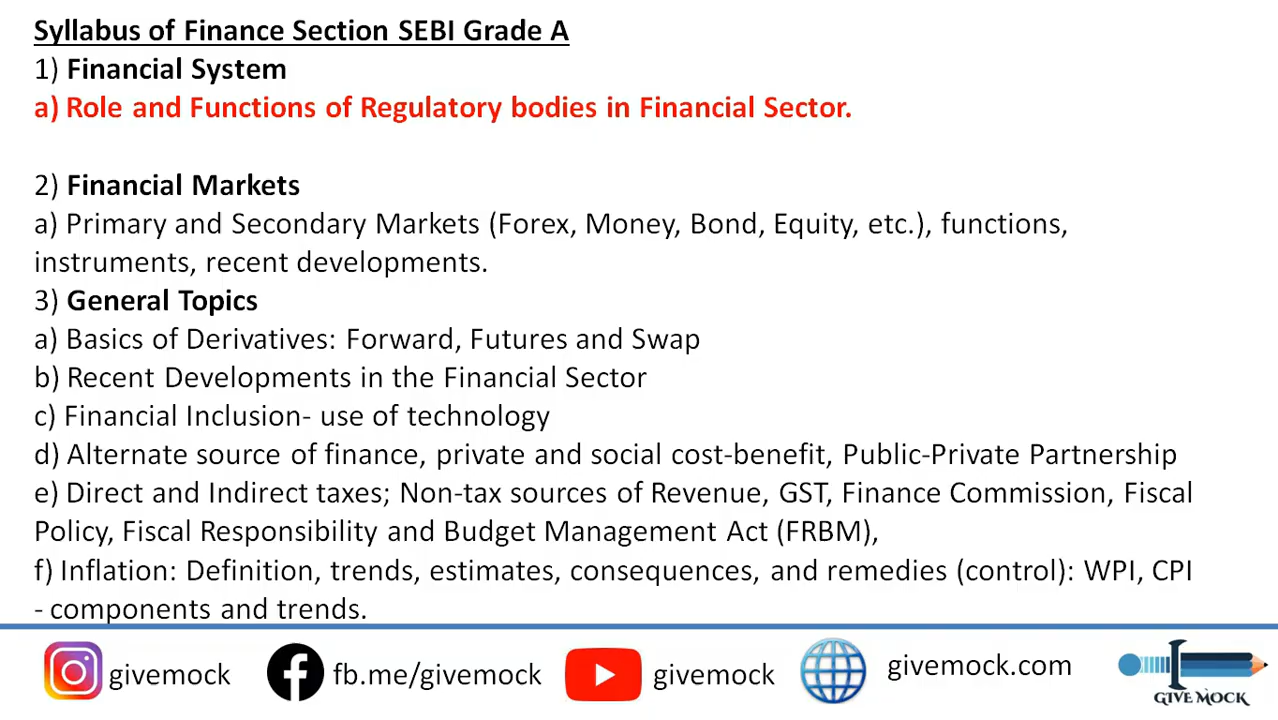 Syllabus of Finance Section SEBI Grade A
1) Financial System
a) Role and Functions of Regulatory bodies in Financial Sector.
2) Financial Markets
a) Primary and Secondary Markets (Forex, Money, Bond, Equity, etc.), functions,
instruments, recent developments.
3) General Topics
a) Basics of Derivatives: Forward, Futures and Swap
b) Recent Developments in the Financial Sector
c) Financial Inclusion- use of technology
d) Alternate source of finance, private and social cost-benefit, Public-Private Partnership
e) Direct and Indirect taxes; Non-tax sources of Revenue, GST, Finance Commission, Fiscal
Policy, Fiscal Responsibility and Budget Management Act (FRBM),
f) Inflation: Definition, trends, estimates, consequences, and remedies (control): WPI, CPI
- components and trends.
givemock fb.me/givemock givemock givemock.com
GIVE MOCK